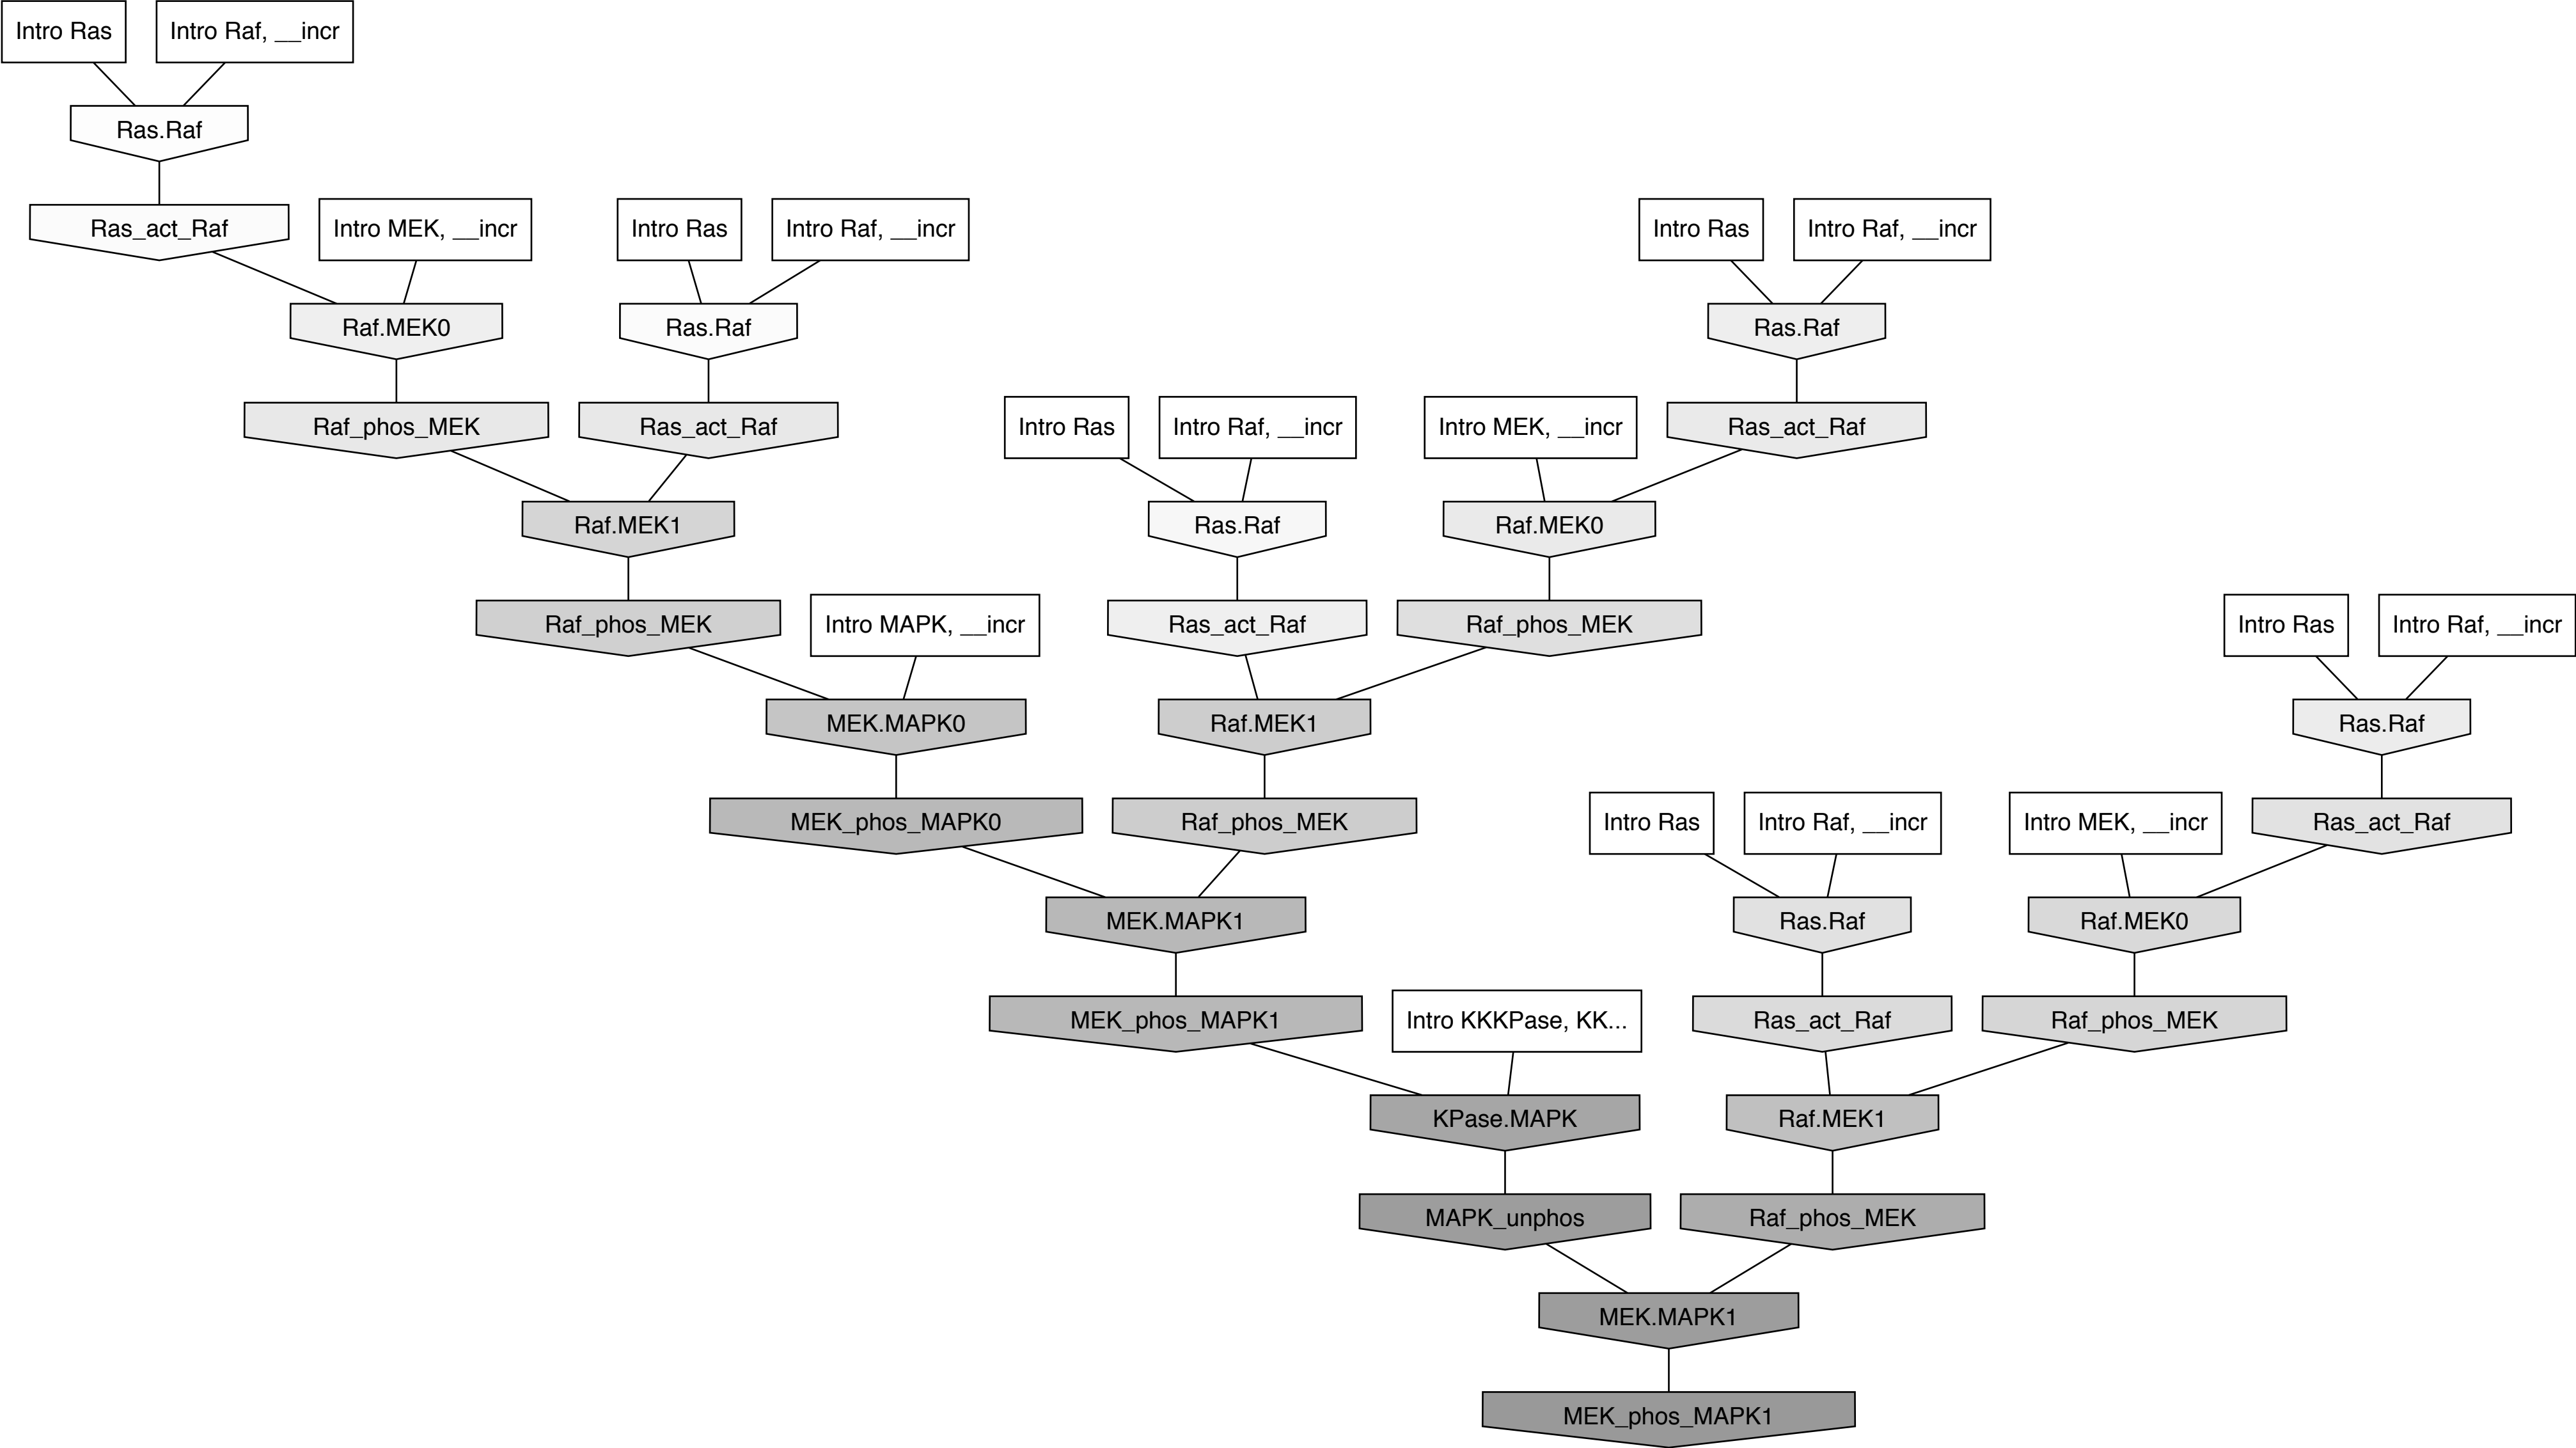 Intro Ras
Intro Raf, __incr
Ras.Raf
Ras_act_Raf
Intro MEK, __incr
Intro Ras
Intro Raf, __incr
Intro Ras
Intro Raf, __incr
Raf.MEK0
Ras.Raf
Ras.Raf
Raf_phos_MEK
Ras_act_Raf
Intro Ras
Intro Raf, __incr
Intro MEK, __incr
Ras_act_Raf
Raf.MEK1
Ras.Raf
Raf.MEK0
Raf_phos_MEK
Intro MAPK, __incr
Ras_act_Raf
Raf_phos_MEK
Intro Ras
Intro Raf, __incr
MEK.MAPK0
Raf.MEK1
Ras.Raf
MEK_phos_MAPK0
Raf_phos_MEK
Intro Ras
Intro Raf, __incr
Intro MEK, __incr
Ras_act_Raf
MEK.MAPK1
Ras.Raf
Raf.MEK0
MEK_phos_MAPK1
Intro KKKPase, KK...
Ras_act_Raf
Raf_phos_MEK
KPase.MAPK
Raf.MEK1
MAPK_unphos
Raf_phos_MEK
MEK.MAPK1
MEK_phos_MAPK1